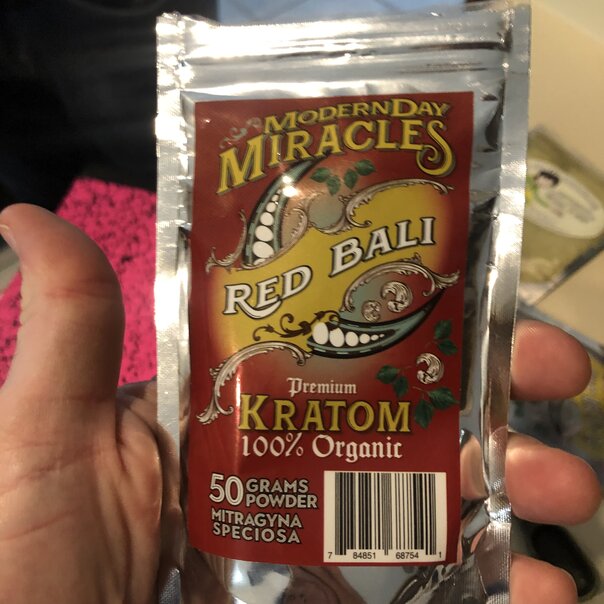 MODERNDAY
MIRACLES
RED BALI
Premium
KRATOM
100% Organic
50 GRAMS
POWDER
MITRAGYNA
SPECIOSA
7 84851 68754 1